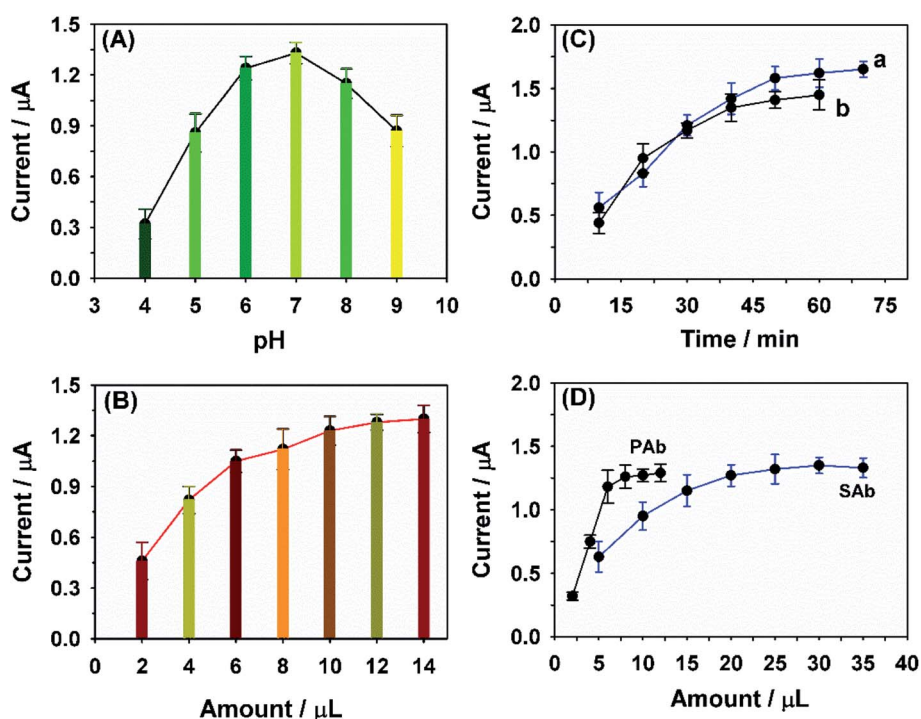 (A)
Current / μA
1.5
1.2
0.9
0.6
0.3
0.0
3 4 5 6 7 8 9 10
pH
(C)
Current / μA
2.0
1.5
1.0
0.5
0.0
a
b
0 15 30 45 60 75
Time / min
(B)
Current / μA
1.5
1.2
0.9
0.6
0.3
0.0
0 2 4 6 8 10 12 14
Amount / μL
(D)
Current / μA
2.0
1.5
1.0
0.5
0.0
PAb
SAb
0 5 10 15 20 25 30 35 40
Amount / μL